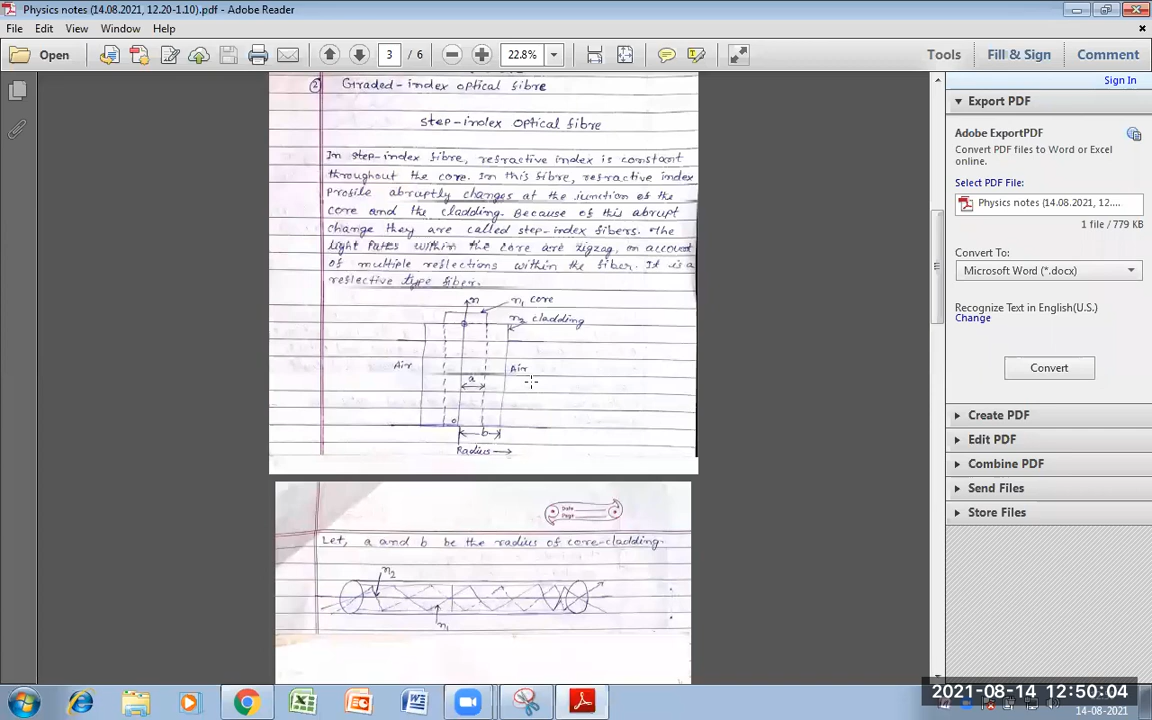 Physics notes (14.08.2021, 12.20-1.10).pdf - Adobe Reader
File Edit View Window Help
Open 3 / 6 22.8% Tools Fill & Sign Comment
Sign In
Export PDF
Adobe ExportPDF
Convert PDF files to Word or Excel
online.
Select PDF File:
Physics notes (14.08.2021, 12....
1 file / 779 KB
Convert To:
Microsoft Word (*.docx)
Recognize Text in English(U.S.)
Change
Convert
Create PDF
Edit PDF
Combine PDF
Send Files
Store Files
② Graded-index optical fibre
Step-index Optical fibre
In step-index fibre, refractive index is constant
throughout the core. In this fibre, refractive index
Profile abruptly changes at the junction of the
core and the cladding. Because of this abrupt
change they are called step-index fibers. The
light Pates within the core are zigzag, on account
of multiple reflections within the fiber. It is a
reflective type fiber.
n n₁ core
n₂ cladding
Air Air
a
o b
Radius →
Date
Page
Let, a and b be the radius of core-cladding.
n₂
n₁
2021-08-14 12:50:04
14-08-2021